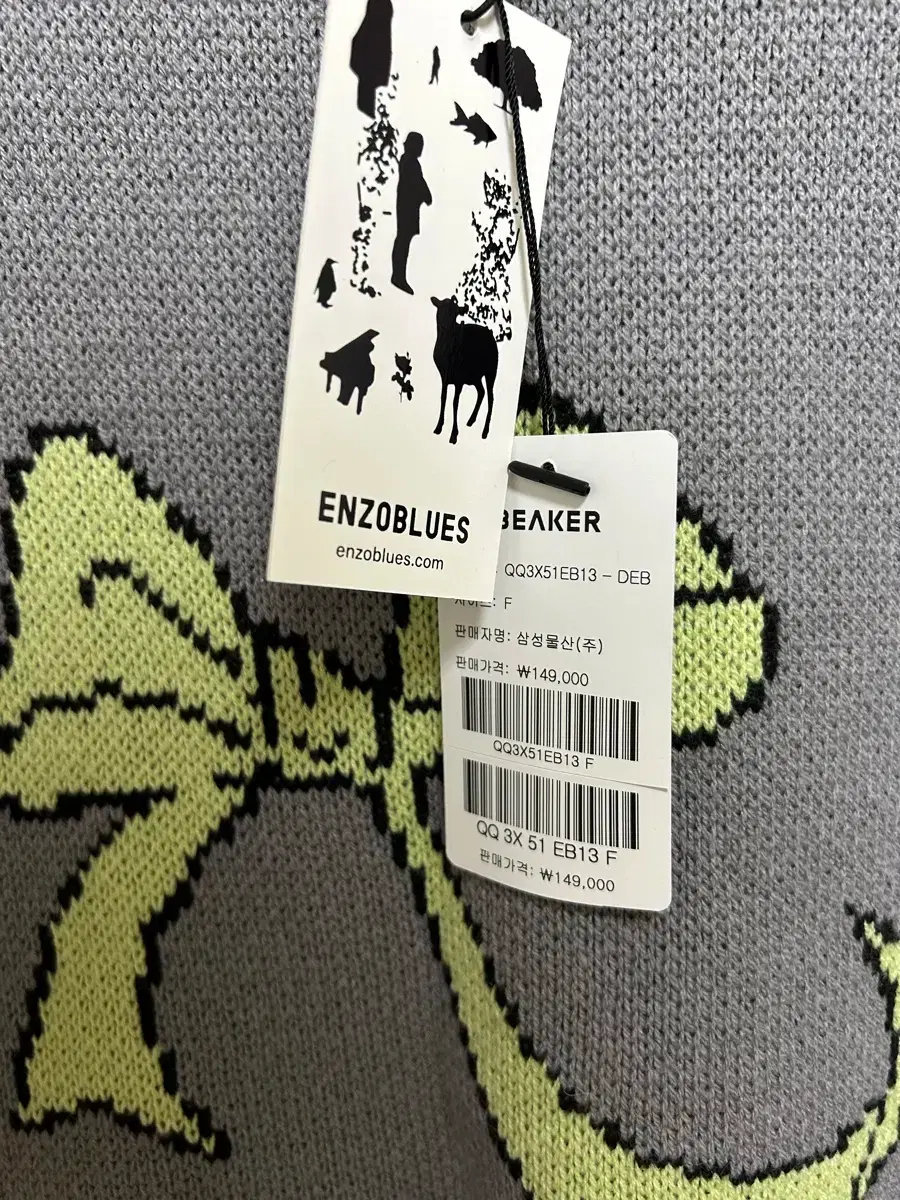 ENZOBLUES
enzoblues.com
BEAKER
QQ3X51EB13 - DEB
사이즈: F
판매자명: 삼성물산(주)
판매가격: ₩149,000
QQ3X51EB13 F
QQ 3X 51 EB13 F
판매가격: ₩149,000